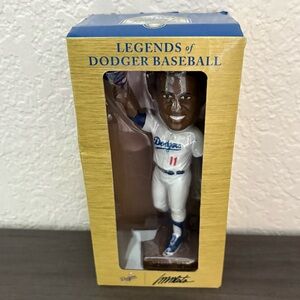 LEGENDS of
DODGER BASEBALL
Dodgers
11